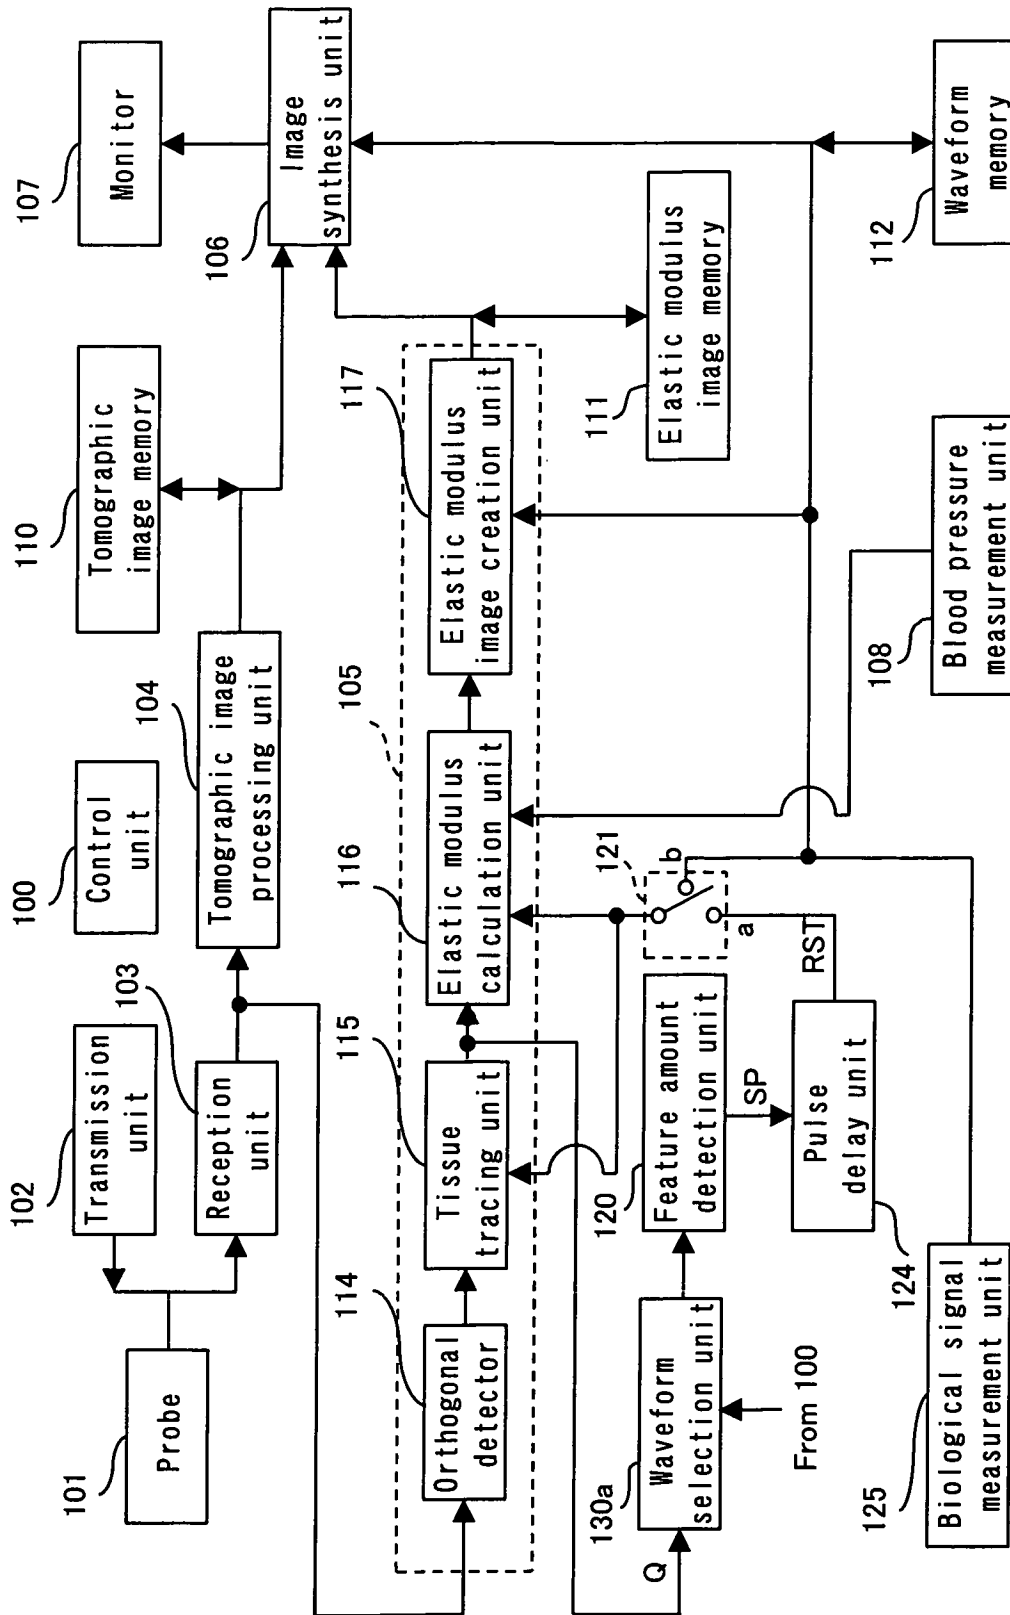 101
Probe
102
Transmission
unit
103
Reception
unit
100
Control
unit
104
Tomographic image
processing unit
110
Tomographic
image memory
107
Monitor
106
Image
synthesis unit
105
114
Orthogonal
detector
115
Tissue
tracing unit
116
Elastic modulus
calculation unit
117
Elastic modulus
image creation unit
111
Elastic modulus
image memory
Q
130a
Waveform
selection unit
From 100
120
Feature amount
detection unit
SP
Pulse
delay unit
124
RST
121
a
b
125
Biological signal
measurement unit
108
Blood pressure
measurement unit
112
Waveform
memory